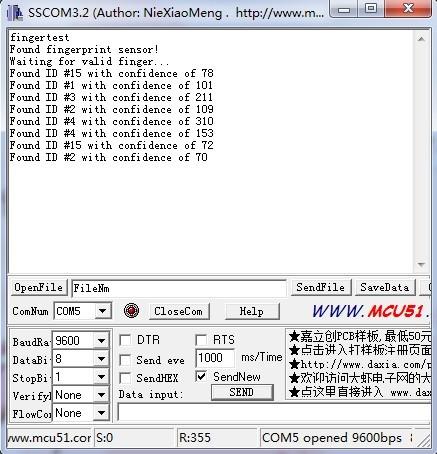 SSCOM3.2 (Author: NieXiaoMeng . http://www.m...
fingertest
Found fingerprint sensor!
Waiting for valid finger...
Found ID #15 with confidence of 78
Found ID #1 with confidence of 101
Found ID #3 with confidence of 211
Found ID #2 with confidence of 109
Found ID #4 with confidence of 310
Found ID #4 with confidence of 153
Found ID #15 with confidence of 72
Found ID #2 with confidence of 70
OpenFile FileNm SendFile SaveData
ComNum COM5 CloseCom Help WWW.MCU51.
BaudRa 9600 DTR RTS
DataBi 8 Send eve 1000 ms/Time
StopBi 1 SendHEX SendNew
VerifyB None Data input: SEND
FlowCon None
★嘉立创PCB样板,最低50元
★点击进入打样板注册页面
★http://www.daxia.com/p
★欢迎访问大虾电子网的大
★点这里直接进入 www.dax
www.mcu51.cor S:0 R:355 COM5 opened 9600bps 8